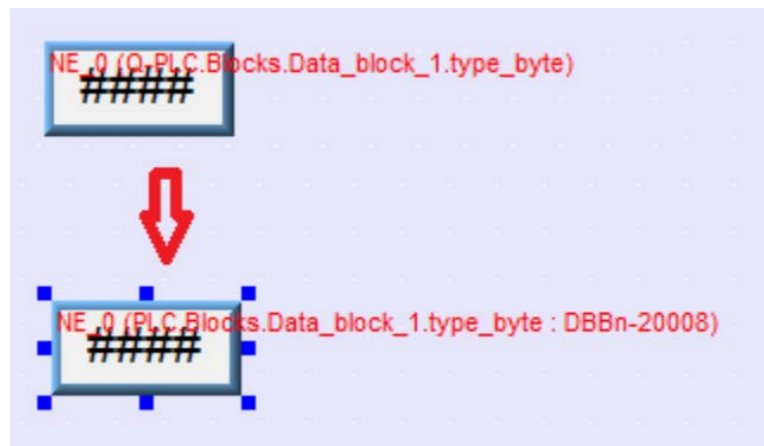 NE_0 (O-PLC.Blocks.Data_block_1.type_byte)
####
NE_0 (PLC.Blocks.Data_block_1.type_byte : DBBn-20008)
####